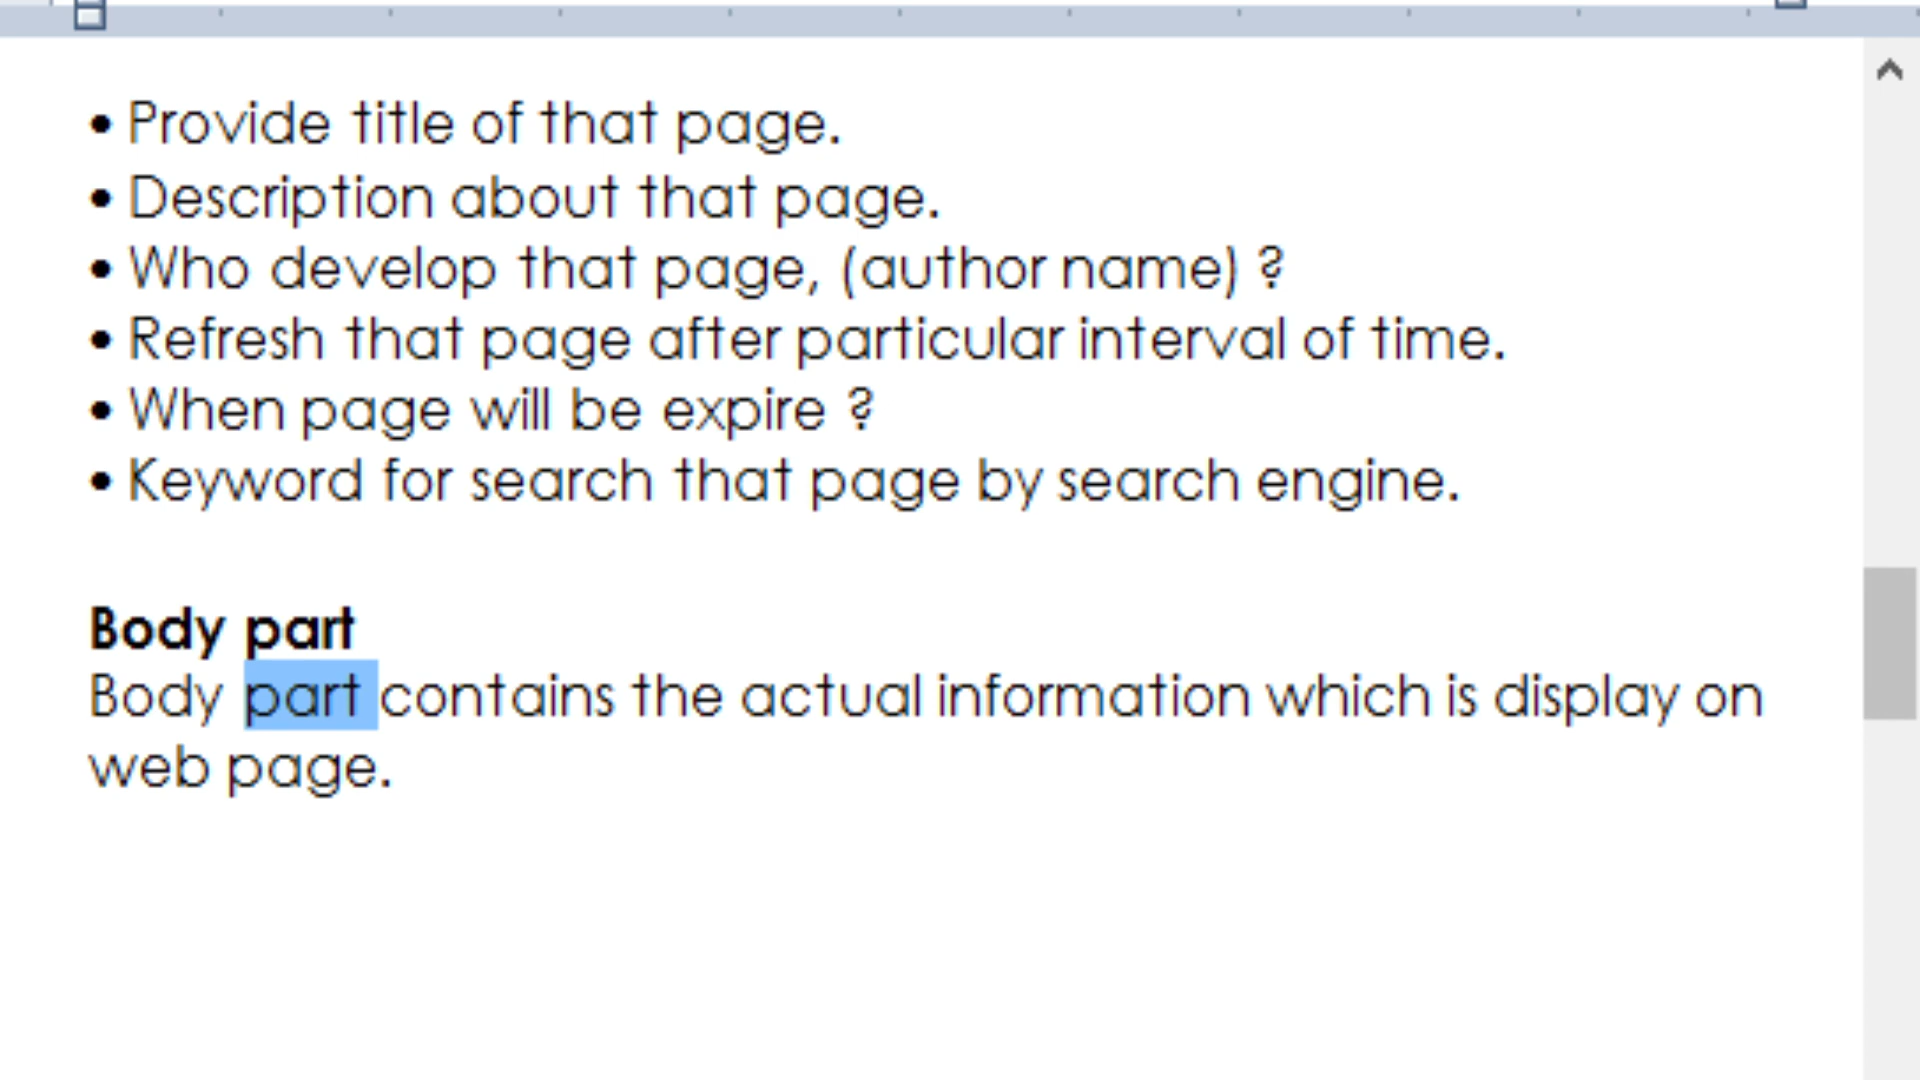 • Provide title of that page.
• Description about that page.
• Who develop that page, (author name) ?
• Refresh that page after particular interval of time.
• When page will be expire ?
• Keyword for search that page by search engine.
Body part
Body part contains the actual information which is display on
web page.